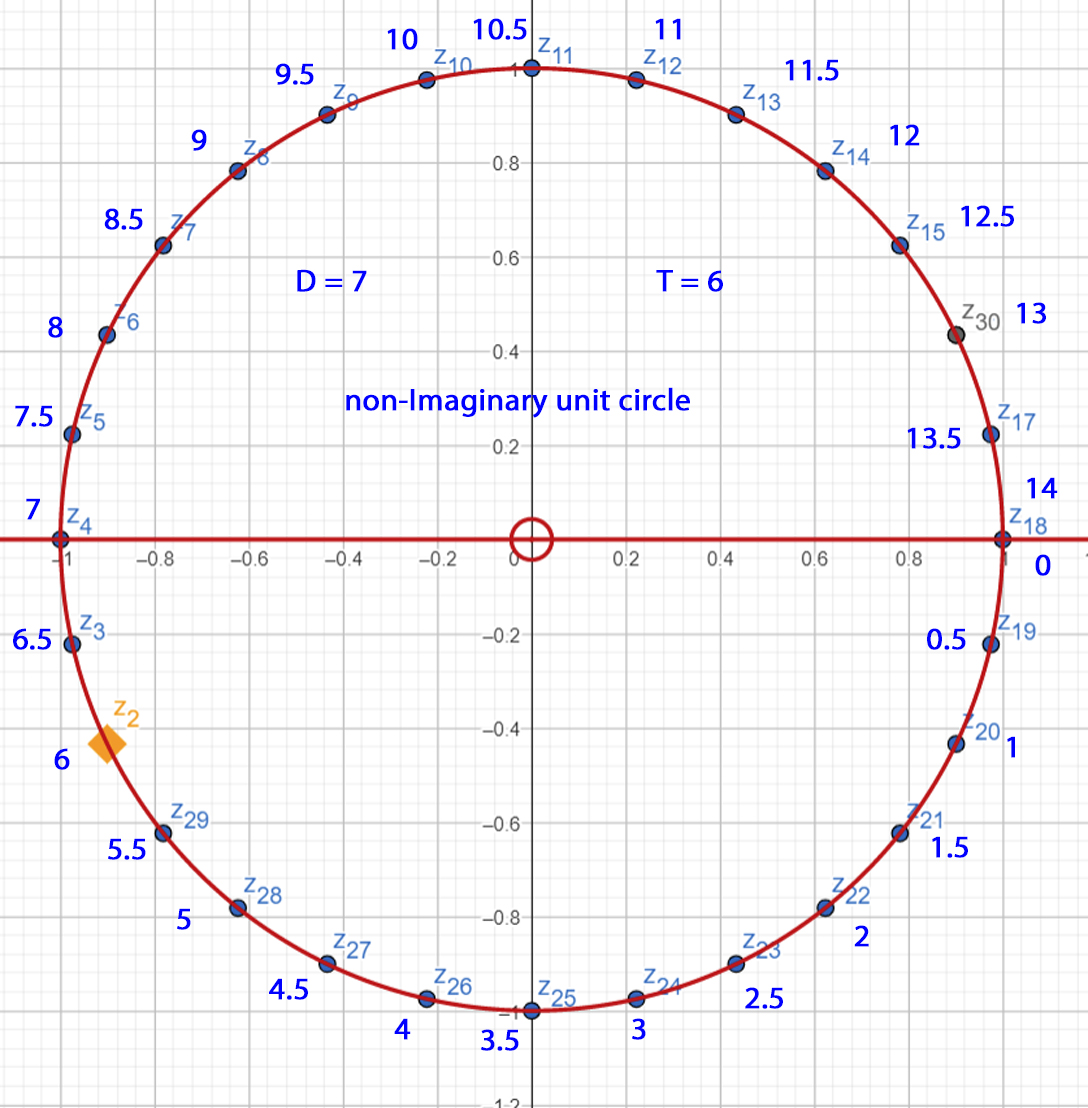 10.5
10
11
z11
z10
z12
1
9.5
11.5
z9
z13
9
12
z8
z14
0.8
8.5
12.5
z7
z15
0.6
D = 7
T = 6
8
z6
z30
13
0.4
non-Imaginary unit circle
7.5
z5
z17
13.5
0.2
7
14
z4
z18
–1
–0.8
–0.6
–0.4
–0.2
0
0.2
0.4
0.6
0.8
1
0
6.5
z3
–0.2
0.5
z19
z2
–0.4
6
z20
1
z29
–0.6
z21
5.5
1.5
z28
z22
5
–0.8
2
z27
z23
4.5
2.5
z26
z25
z24
–1
4
3.5
3
–1.2